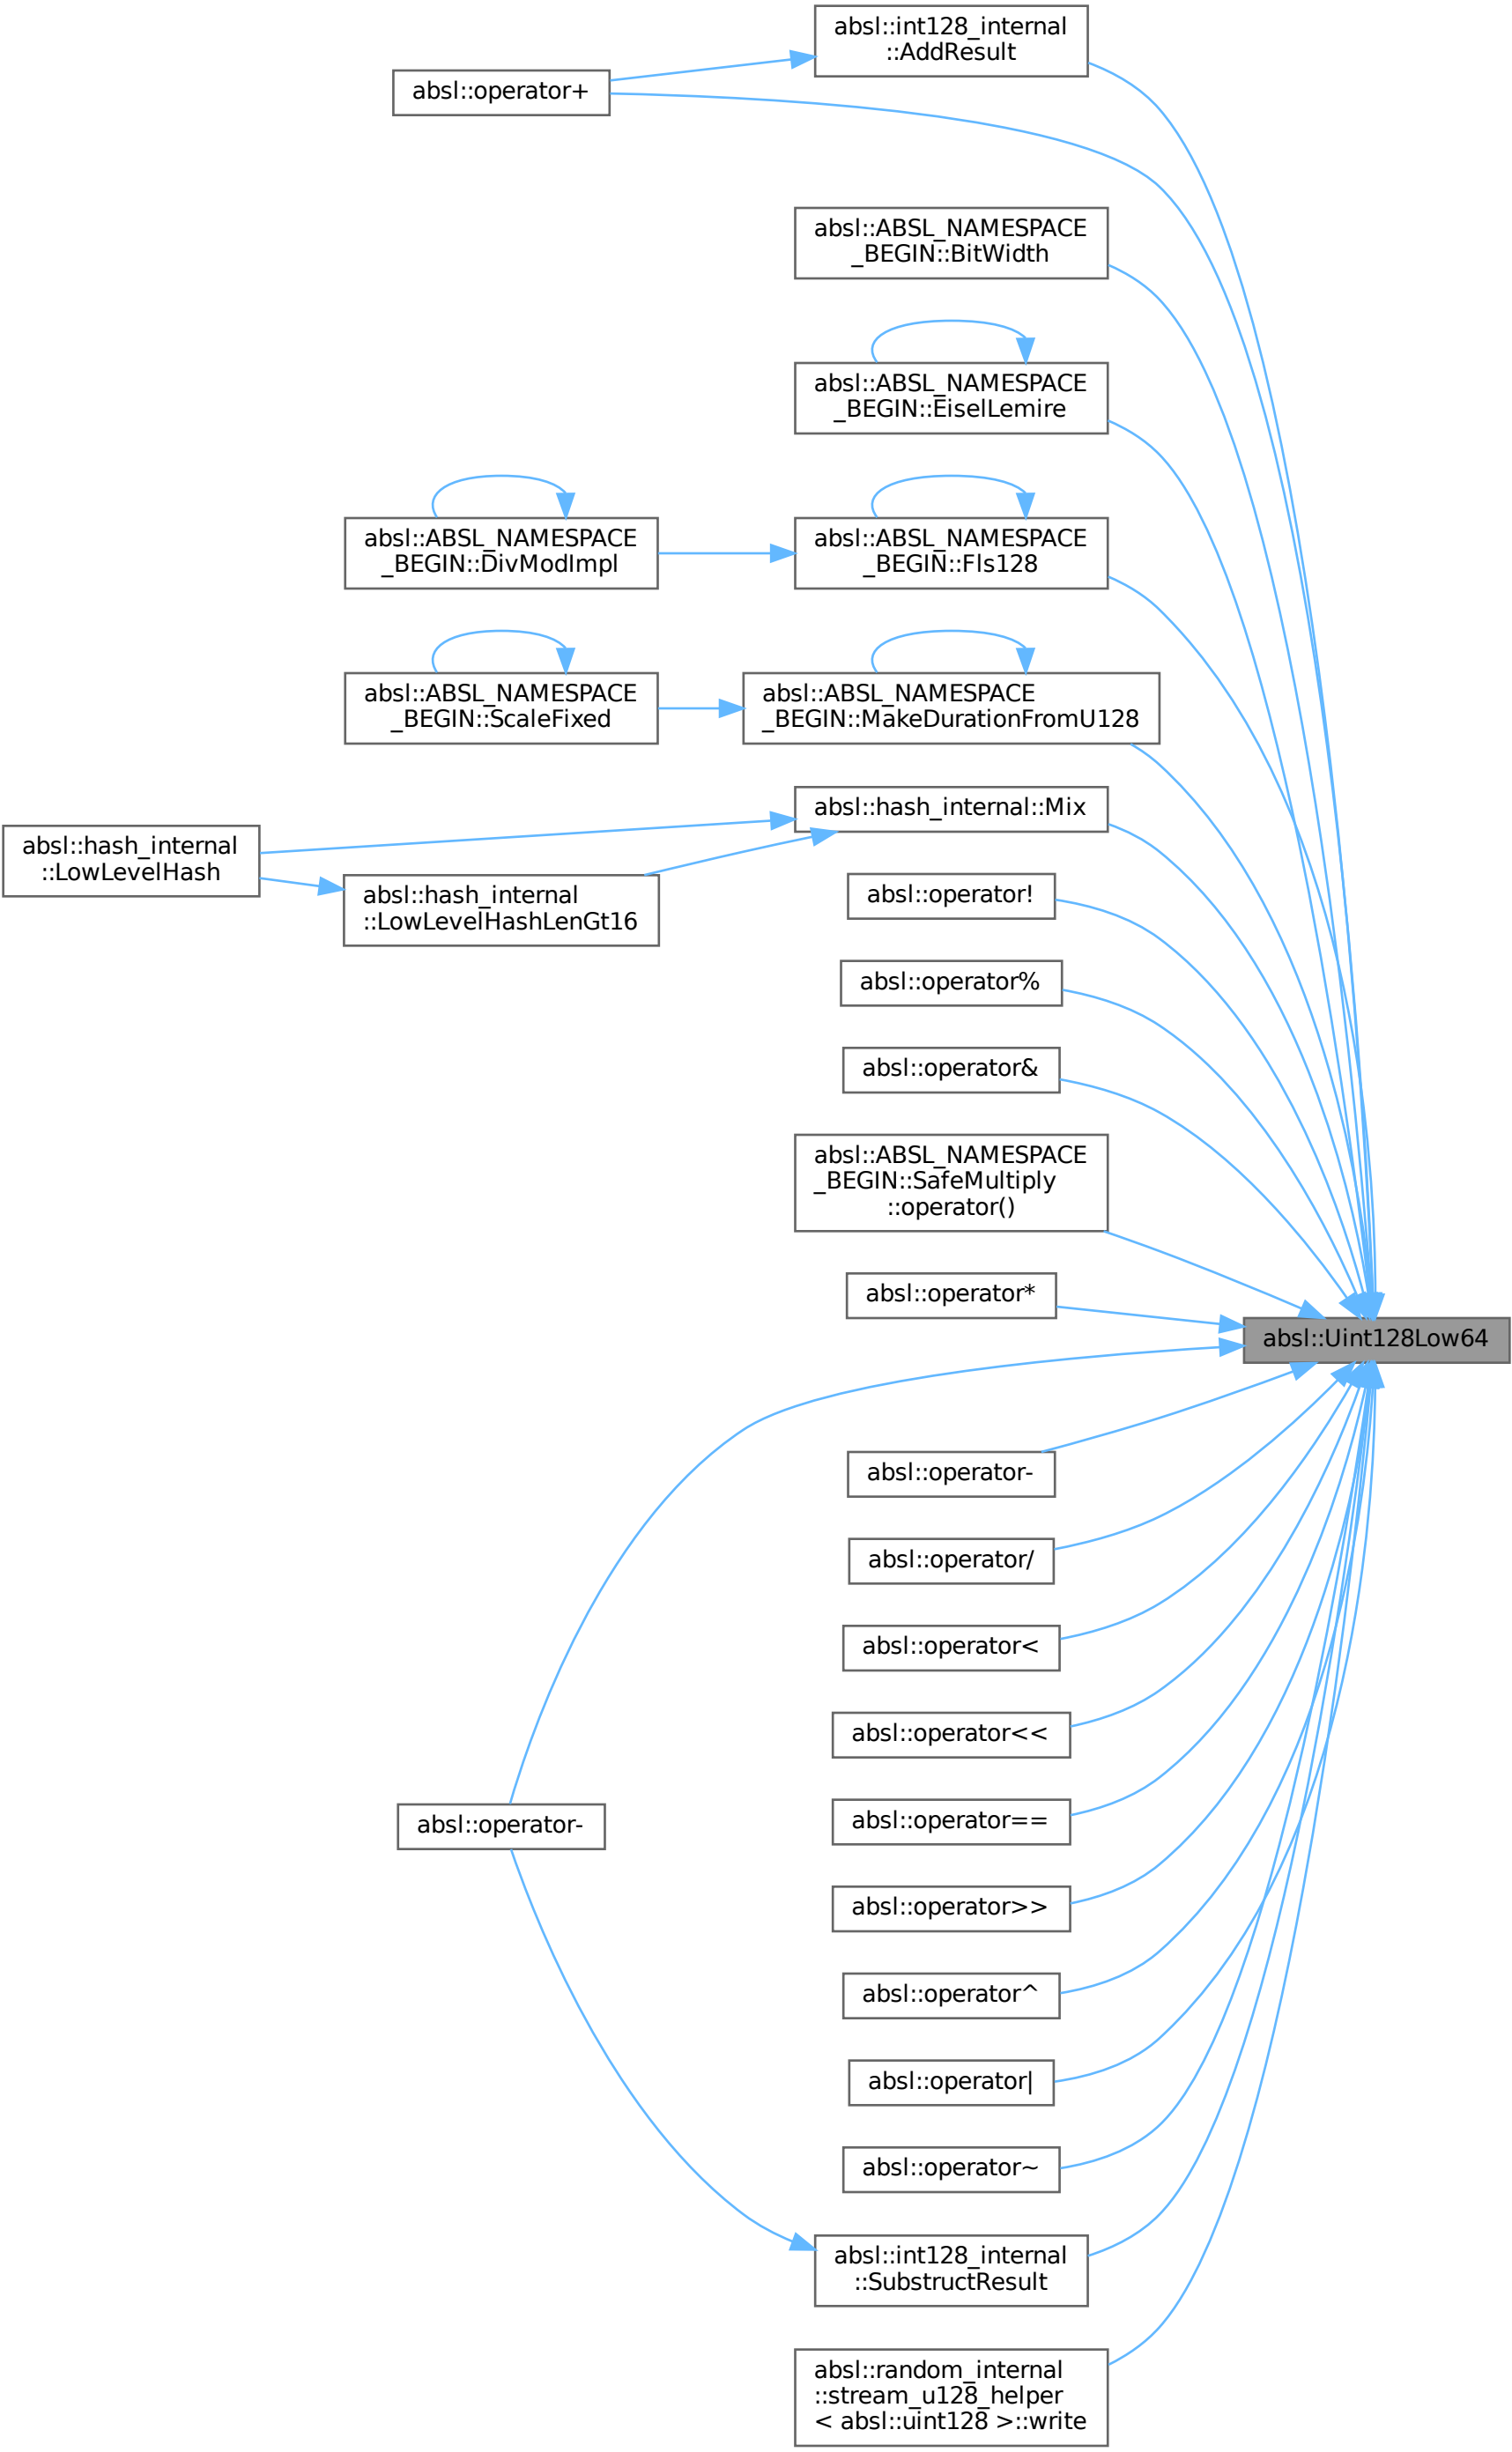 absl::int128_internal
::AddResult
absl::operator+
absl::ABSL_NAMESPACE
_BEGIN::BitWidth
absl::ABSL_NAMESPACE
_BEGIN::EiselLemire
absl::ABSL_NAMESPACE
_BEGIN::DivModImpl
absl::ABSL_NAMESPACE
_BEGIN::Fls128
absl::ABSL_NAMESPACE
_BEGIN::ScaleFixed
absl::ABSL_NAMESPACE
_BEGIN::MakeDurationFromU128
absl::hash_internal::Mix
absl::hash_internal
::LowLevelHash
absl::hash_internal
::LowLevelHashLenGt16
absl::operator!
absl::operator%
absl::operator&
absl::ABSL_NAMESPACE
_BEGIN::SafeMultiply
::operator()
absl::operator*
absl::Uint128Low64
absl::operator-
absl::operator/
absl::operator<
absl::operator<<
absl::operator-
absl::operator==
absl::operator>>
absl::operator^
absl::operator|
absl::operator~
absl::int128_internal
::SubstructResult
absl::random_internal
::stream_u128_helper
< absl::uint128 >::write